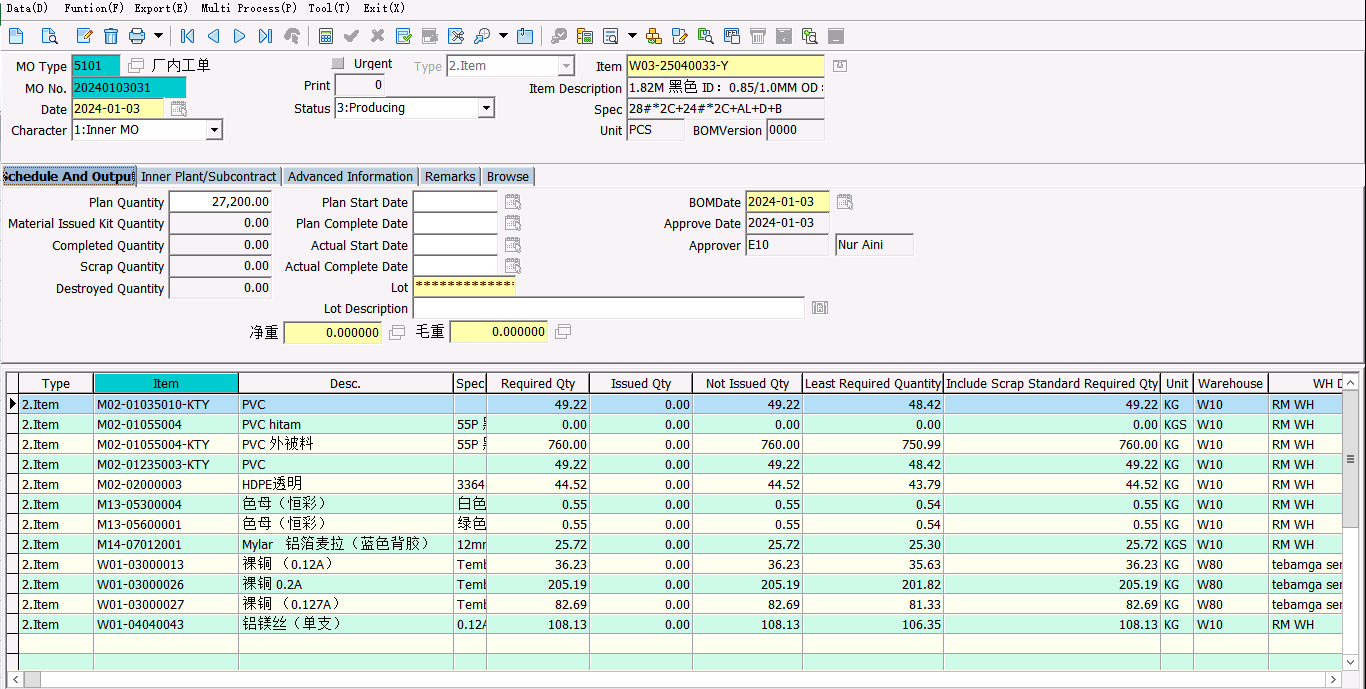 Data(D) Funtion(F) Export(E) Multi Process(P) Tool(T) Exit(X)
MO Type 5101 厂内工单 Urgent Type 2.Item Item W03-25040033-Y
MO No. 20240103031 Print 0 Item Description 1.82M 黑色 ID：0.85/1.0MM OD：
Date 2024-01-03 Status 3:Producing Spec 28#*2C+24#*2C+AL+D+B
Character 1:Inner MO Unit PCS BOMVersion 0000
Schedule And Output Inner Plant/Subcontract Advanced Information Remarks Browse
Plan Quantity 27,200.00 Plan Start Date BOMDate 2024-01-03
Material Issued Kit Quantity 0.00 Plan Complete Date Approve Date 2024-01-03
Completed Quantity 0.00 Actual Start Date Approver E10 Nur Aini
Scrap Quantity 0.00 Actual Complete Date
Destroyed Quantity 0.00 Lot *************
Lot Description
净重 0.000000 毛重 0.000000
Type Item Desc. Spec Required Qty Issued Qty Not Issued Qty Least Required Quantity Include Scrap Standard Required Qty Unit Warehouse WH D
2.Item M02-01035010-KTY PVC 49.22 0.00 49.22 48.42 49.22 KG W10 RM WH
2.Item M02-01055004 PVC hitam 55P 0.00 0.00 0.00 0.00 0.00 KGS W10 RM WH
2.Item M02-01055004-KTY PVC 外被料 55P 760.00 0.00 760.00 750.99 760.00 KG W10 RM WH
2.Item M02-01235003-KTY PVC 49.22 0.00 49.22 48.42 49.22 KG W10 RM WH
2.Item M02-02000003 HDPE透明 3364 44.52 0.00 44.52 43.79 44.52 KG W10 RM WH
2.Item M13-05300004 色母（恒彩） 白色 0.55 0.00 0.55 0.54 0.55 KG W10 RM WH
2.Item M13-05600001 色母（恒彩） 绿色 0.55 0.00 0.55 0.54 0.55 KG W10 RM WH
2.Item M14-07012001 Mylar 铝箔麦拉（蓝色背胶） 12mm 25.72 0.00 25.72 25.30 25.72 KGS W10 RM WH
2.Item W01-03000013 裸铜 （0.12A） Temb 36.23 0.00 36.23 35.63 36.23 KG W80 tebamga ser
2.Item W01-03000026 裸铜 0.2A Temb 205.19 0.00 205.19 201.82 205.19 KG W80 tebamga ser
2.Item W01-03000027 裸铜 （0.127A） Temb 82.69 0.00 82.69 81.33 82.69 KG W80 tebamga ser
2.Item W01-04040043 铝镁丝（单支） 0.12A 108.13 0.00 108.13 106.35 108.13 KG W10 RM WH